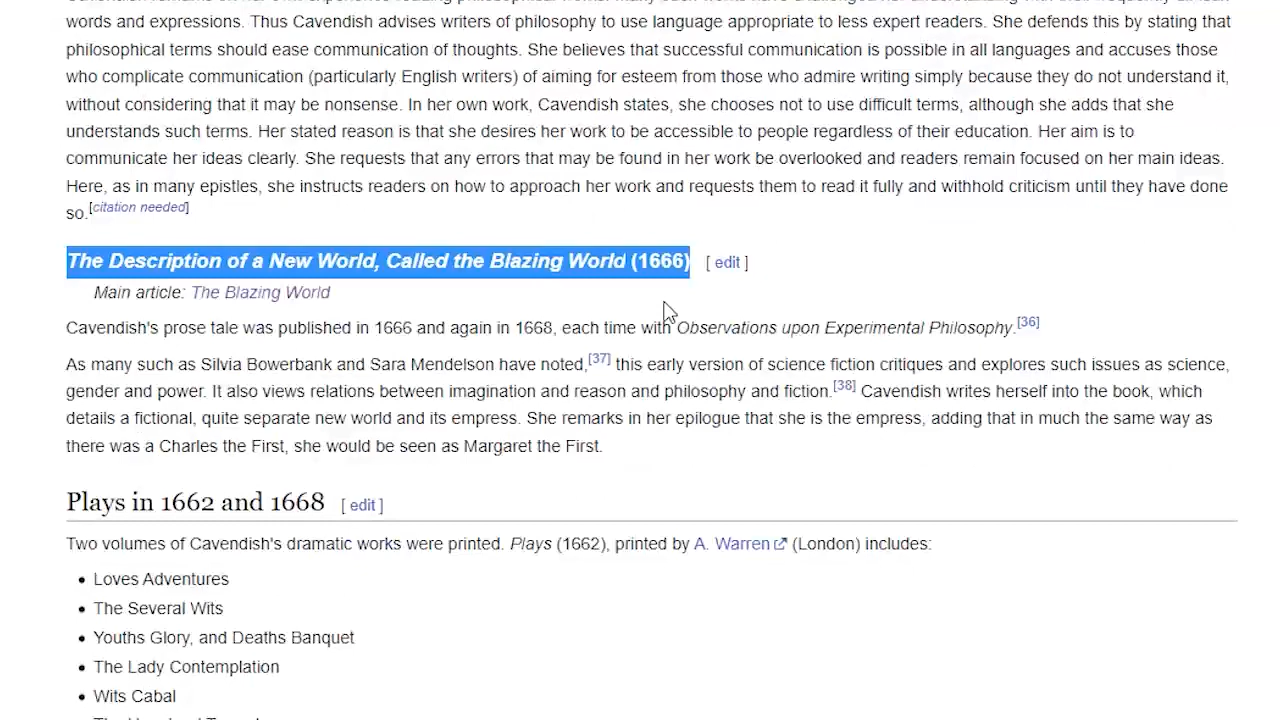 words and expressions. Thus Cavendish advises writers of philosophy to use language appropriate to less expert readers. She defends this by stating that
philosophical terms should ease communication of thoughts. She believes that successful communication is possible in all languages and accuses those
who complicate communication (particularly English writers) of aiming for esteem from those who admire writing simply because they do not understand it,
without considering that it may be nonsense. In her own work, Cavendish states, she chooses not to use difficult terms, although she adds that she
understands such terms. Her stated reason is that she desires her work to be accessible to people regardless of their education. Her aim is to
communicate her ideas clearly. She requests that any errors that may be found in her work be overlooked and readers remain focused on her main ideas.
Here, as in many epistles, she instructs readers on how to approach her work and requests them to read it fully and withhold criticism until they have done
so.[citation needed]
The Description of a New World, Called the Blazing World (1666) [ edit ]
Main article: The Blazing World
Cavendish's prose tale was published in 1666 and again in 1668, each time with Observations upon Experimental Philosophy.[36]
As many such as Silvia Bowerbank and Sara Mendelson have noted,[37] this early version of science fiction critiques and explores such issues as science,
gender and power. It also views relations between imagination and reason and philosophy and fiction.[38] Cavendish writes herself into the book, which
details a fictional, quite separate new world and its empress. She remarks in her epilogue that she is the empress, adding that in much the same way as
there was a Charles the First, she would be seen as Margaret the First.
Plays in 1662 and 1668 [ edit ]
Two volumes of Cavendish's dramatic works were printed. Plays (1662), printed by A. Warren (London) includes:
• Loves Adventures
• The Several Wits
• Youths Glory, and Deaths Banquet
• The Lady Contemplation
• Wits Cabal